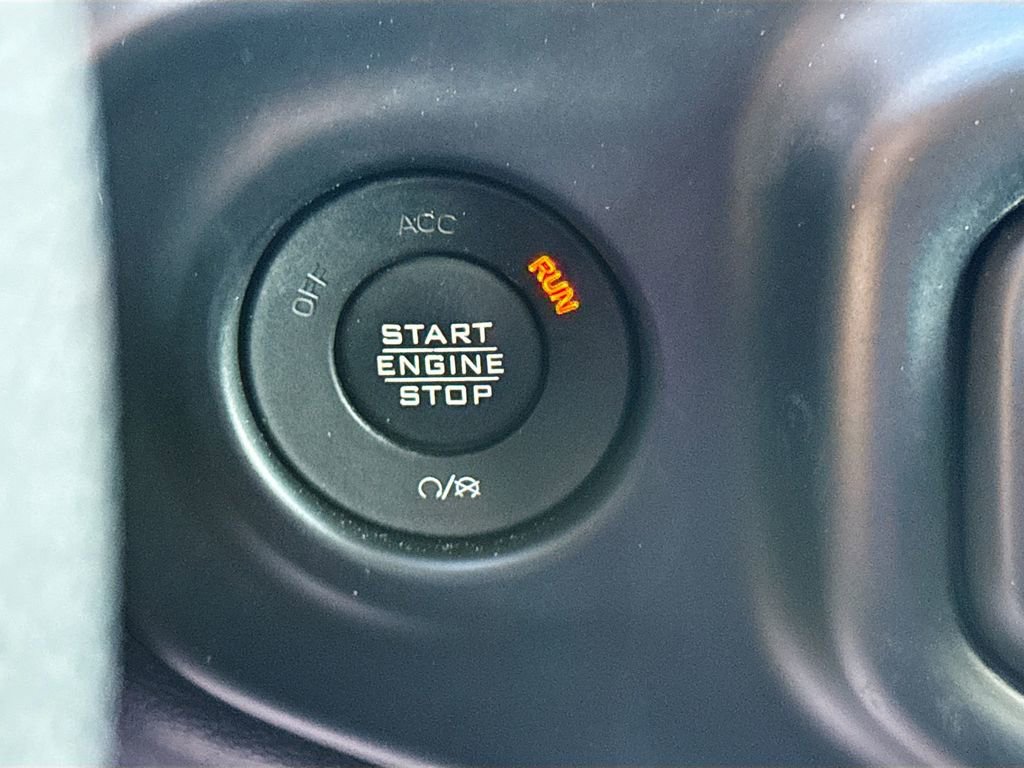 ACC
OFF
RUN
START
ENGINE
STOP